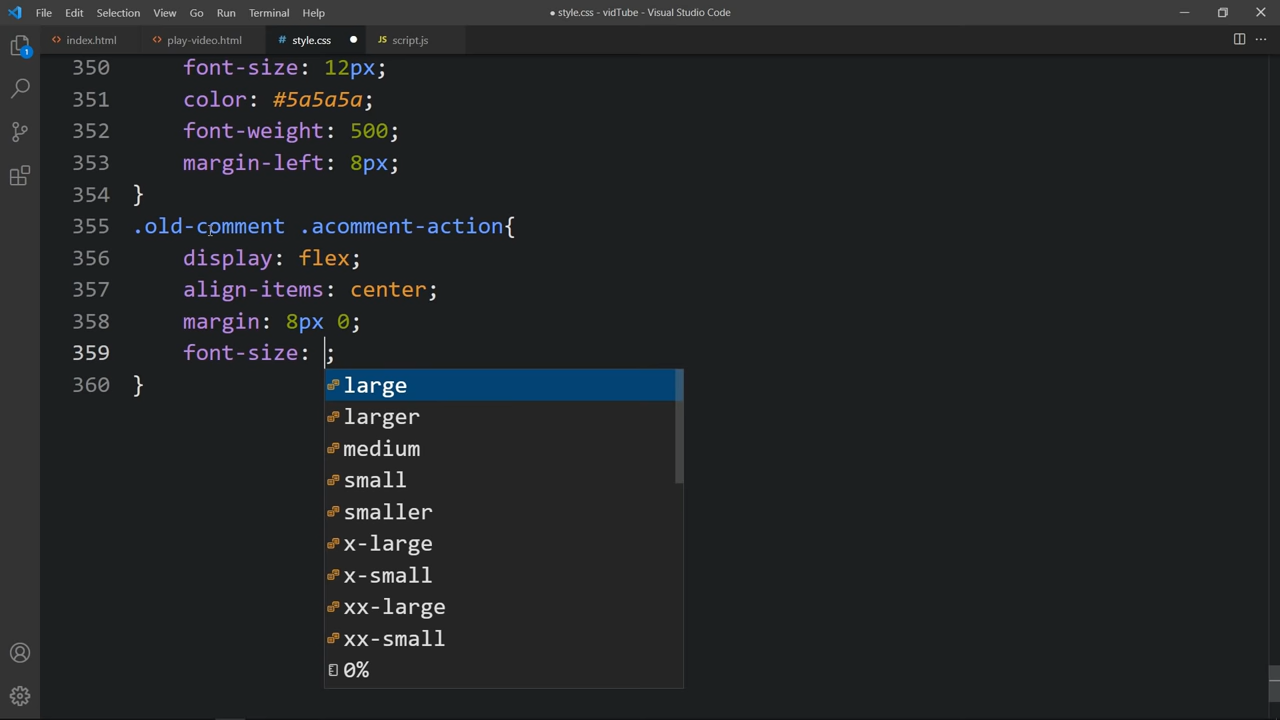 File Edit Selection View Go Run Terminal Help
● style.css - vidTube - Visual Studio Code
index.html play-video.html # style.css ● JS script.js
1
350 font-size: 12px;
351 color: #5a5a5a;
352 font-weight: 500;
353 margin-left: 8px;
354 }
355 .old-comment .acomment-action{
356 display: flex;
357 align-items: center;
358 margin: 8px 0;
359 font-size: ;
360 }
large
larger
medium
small
smaller
x-large
x-small
xx-large
xx-small
0%